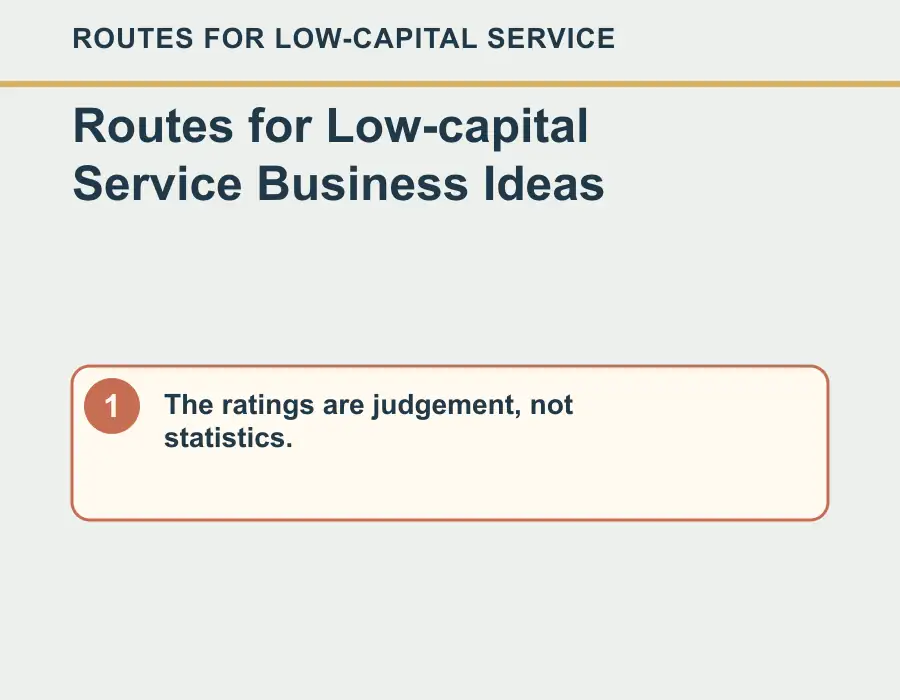 ROUTES FOR LOW-CAPITAL SERVICE
Routes for Low-capital
Service Business Ideas
1
The ratings are judgement, not
statistics.